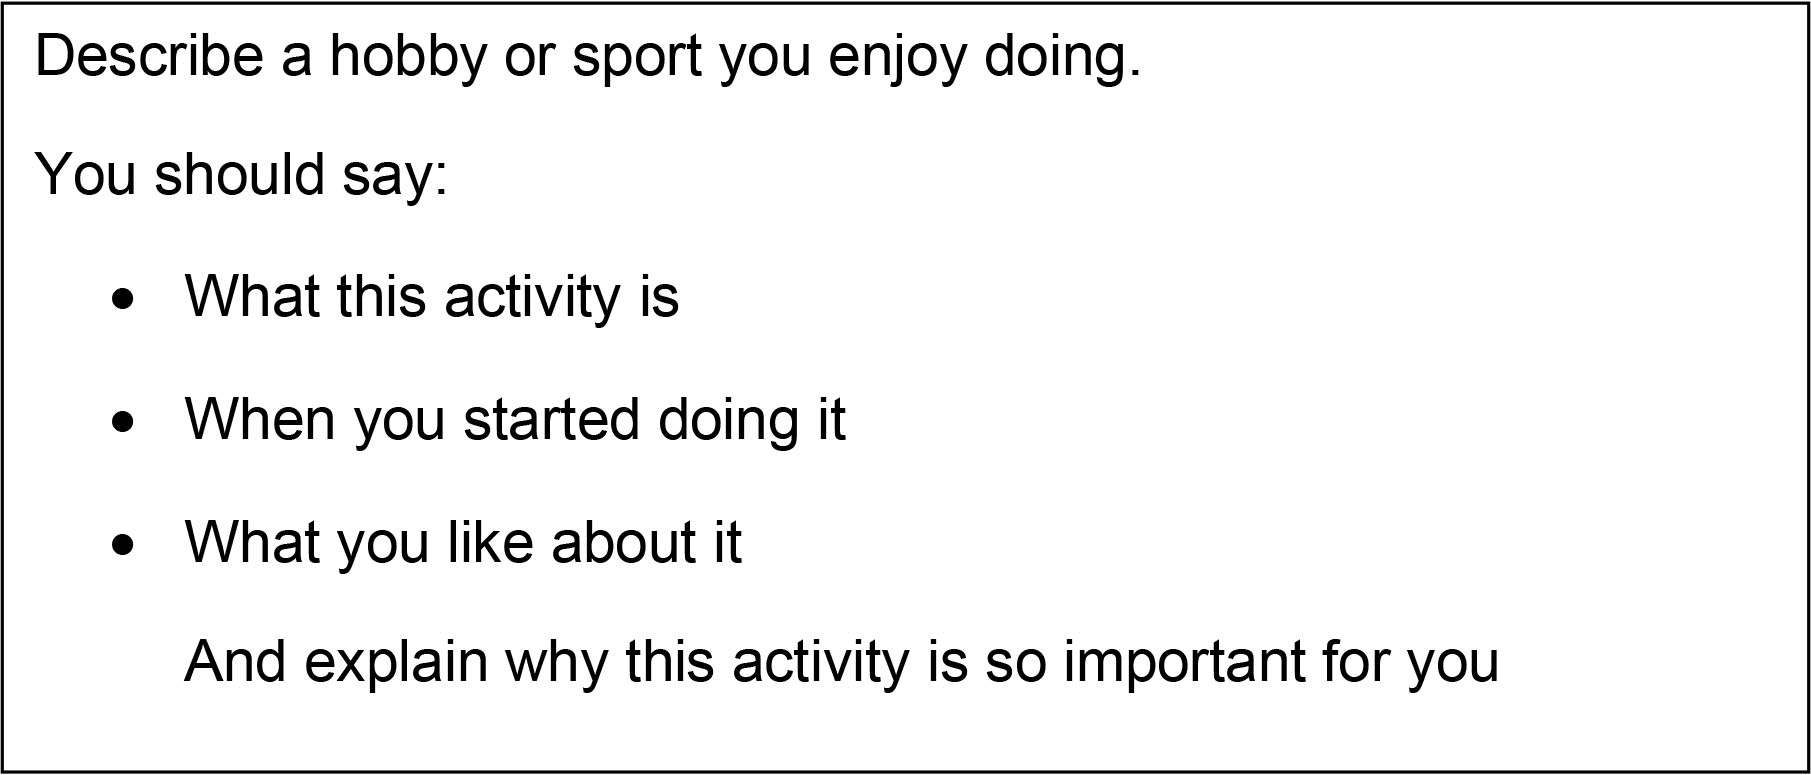 Describe a hobby or sport you enjoy doing.
You should say:
• What this activity is
• When you started doing it
• What you like about it
And explain why this activity is so important for you